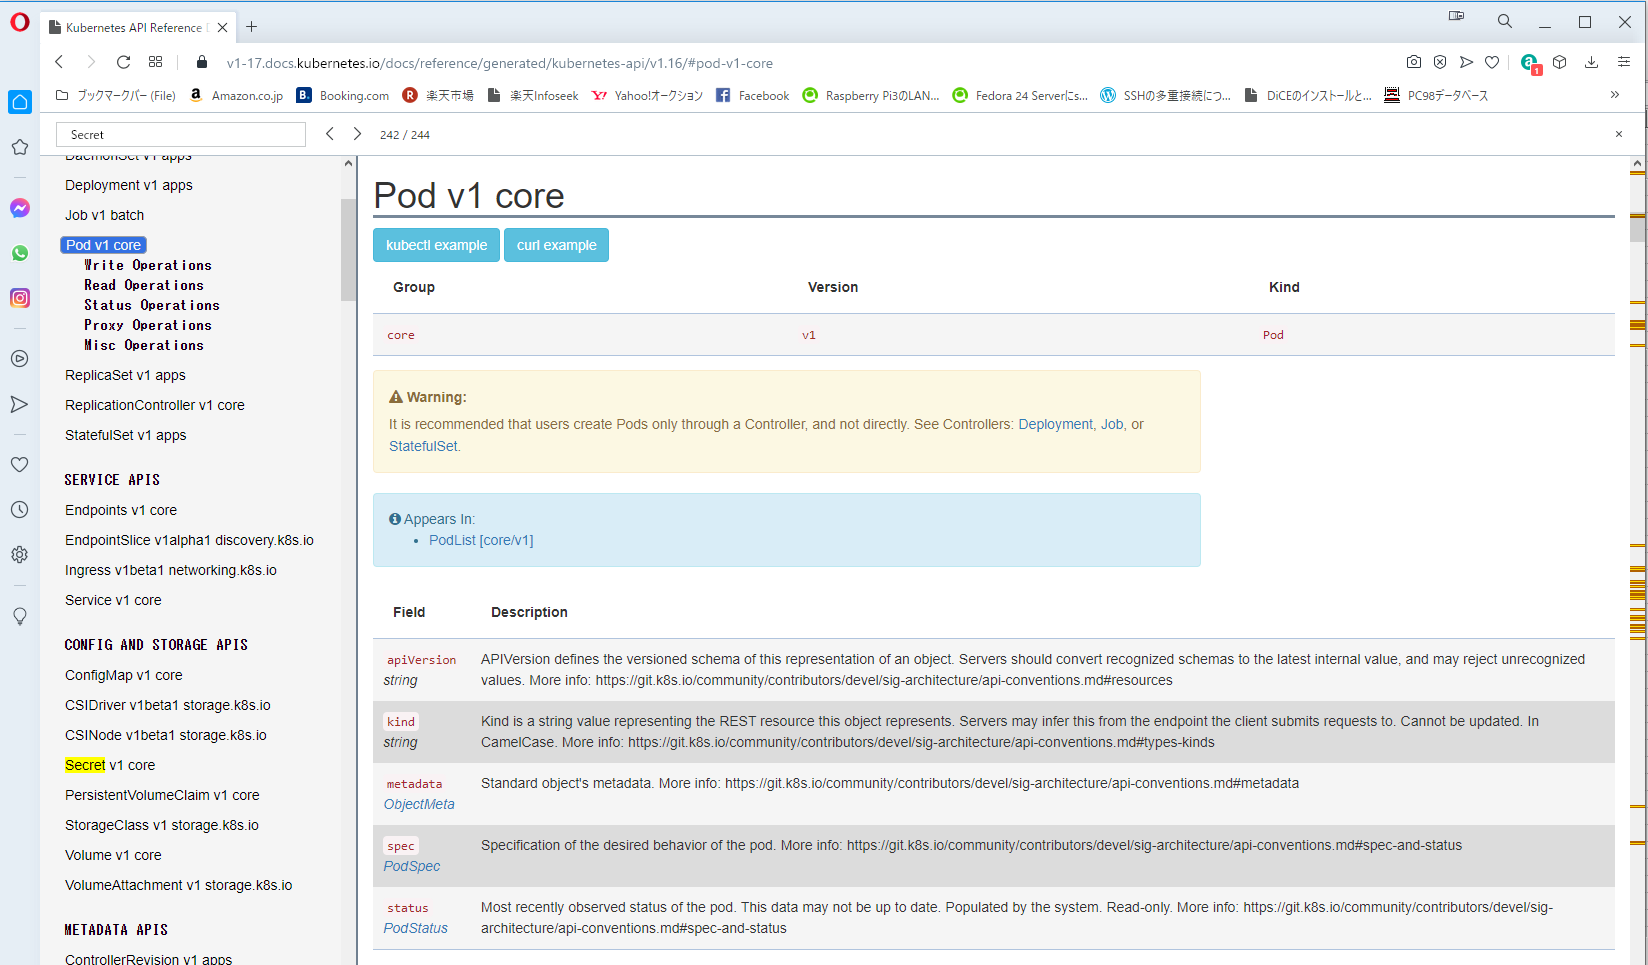 Kubernetes API Reference
v1-17.docs.kubernetes.io/docs/reference/generated/kubernetes-api/v1.16/#pod-v1-core
1
ブックマークバー (File)
Amazon.co.jp
Booking.com
楽天市場
楽天Infoseek
Yahoo!オークション
Facebook
Raspberry Pi3のLAN...
Fedora 24 Serverにs...
SSHの多重接続につ...
DiCEのインストールと...
PC98データベース
Secret
242 / 244
DaemonSet v1 apps
Deployment v1 apps
Job v1 batch
Pod v1 core
Write Operations
Read Operations
Status Operations
Proxy Operations
Misc Operations
ReplicaSet v1 apps
ReplicationController v1 core
StatefulSet v1 apps
SERVICE APIS
Endpoints v1 core
EndpointSlice v1alpha1 discovery.k8s.io
Ingress v1beta1 networking.k8s.io
Service v1 core
CONFIG AND STORAGE APIS
ConfigMap v1 core
CSIDriver v1beta1 storage.k8s.io
CSINode v1beta1 storage.k8s.io
Secret v1 core
PersistentVolumeClaim v1 core
StorageClass v1 storage.k8s.io
Volume v1 core
VolumeAttachment v1 storage.k8s.io
METADATA APIS
ControllerRevision v1 apps
Pod v1 core
kubectl example
curl example
Group Version Kind
core v1 Pod
Warning:
It is recommended that users create Pods only through a Controller, and not directly. See Controllers: Deployment, Job, or
StatefulSet.
Appears In:
• PodList [core/v1]
Field Description
apiVersion
string
APIVersion defines the versioned schema of this representation of an object. Servers should convert recognized schemas to the latest internal value, and may reject unrecognized
values. More info: https://git.k8s.io/community/contributors/devel/sig-architecture/api-conventions.md#resources
kind
string
Kind is a string value representing the REST resource this object represents. Servers may infer this from the endpoint the client submits requests to. Cannot be updated. In
CamelCase. More info: https://git.k8s.io/community/contributors/devel/sig-architecture/api-conventions.md#types-kinds
metadata
ObjectMeta
Standard object's metadata. More info: https://git.k8s.io/community/contributors/devel/sig-architecture/api-conventions.md#metadata
spec
PodSpec
Specification of the desired behavior of the pod. More info: https://git.k8s.io/community/contributors/devel/sig-architecture/api-conventions.md#spec-and-status
status
PodStatus
Most recently observed status of the pod. This data may not be up to date. Populated by the system. Read-only. More info: https://git.k8s.io/community/contributors/devel/sig-
architecture/api-conventions.md#spec-and-status